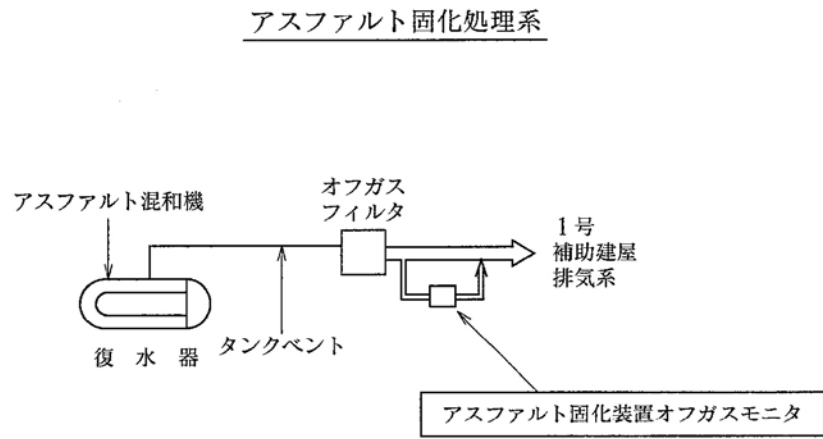 アスファルト固化処理系
アスファルト混和機
オフガス
フィルタ
1号
補助建屋
排気系
復水器
タンクベント
アスファルト固化装置オフガスモニタ